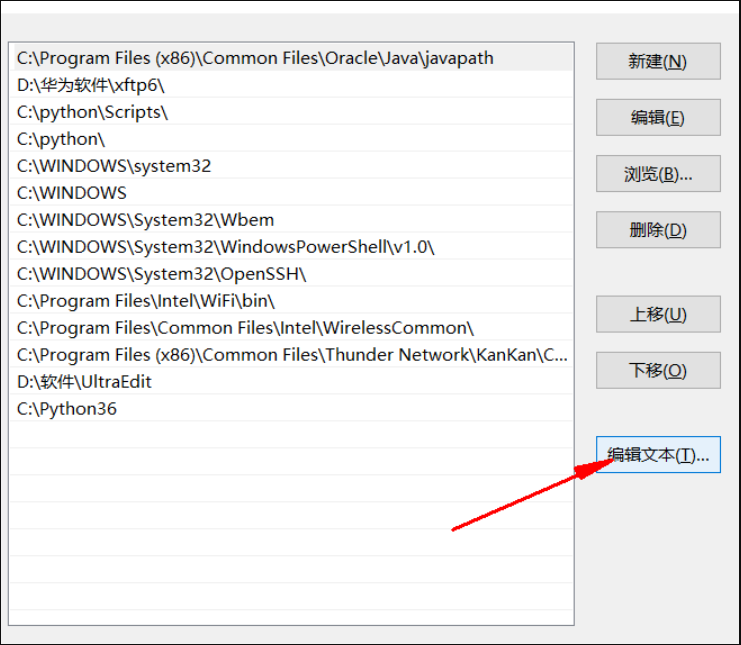 C:\Program Files (x86)\Common Files\Oracle\Java\javapath
D:\华为软件\xftp6\
C:\python\Scripts\
C:\python\
C:\WINDOWS\system32
C:\WINDOWS
C:\WINDOWS\System32\Wbem
C:\WINDOWS\System32\WindowsPowerShell\v1.0\
C:\WINDOWS\System32\OpenSSH\
C:\Program Files\Intel\WiFi\bin\
C:\Program Files\Common Files\Intel\WirelessCommon\
C:\Program Files (x86)\Common Files\Thunder Network\KanKan\C...
D:\软件\UltraEdit
C:\Python36
新建(N)
编辑(E)
浏览(B)...
删除(D)
上移(U)
下移(O)
编辑文本(T)...